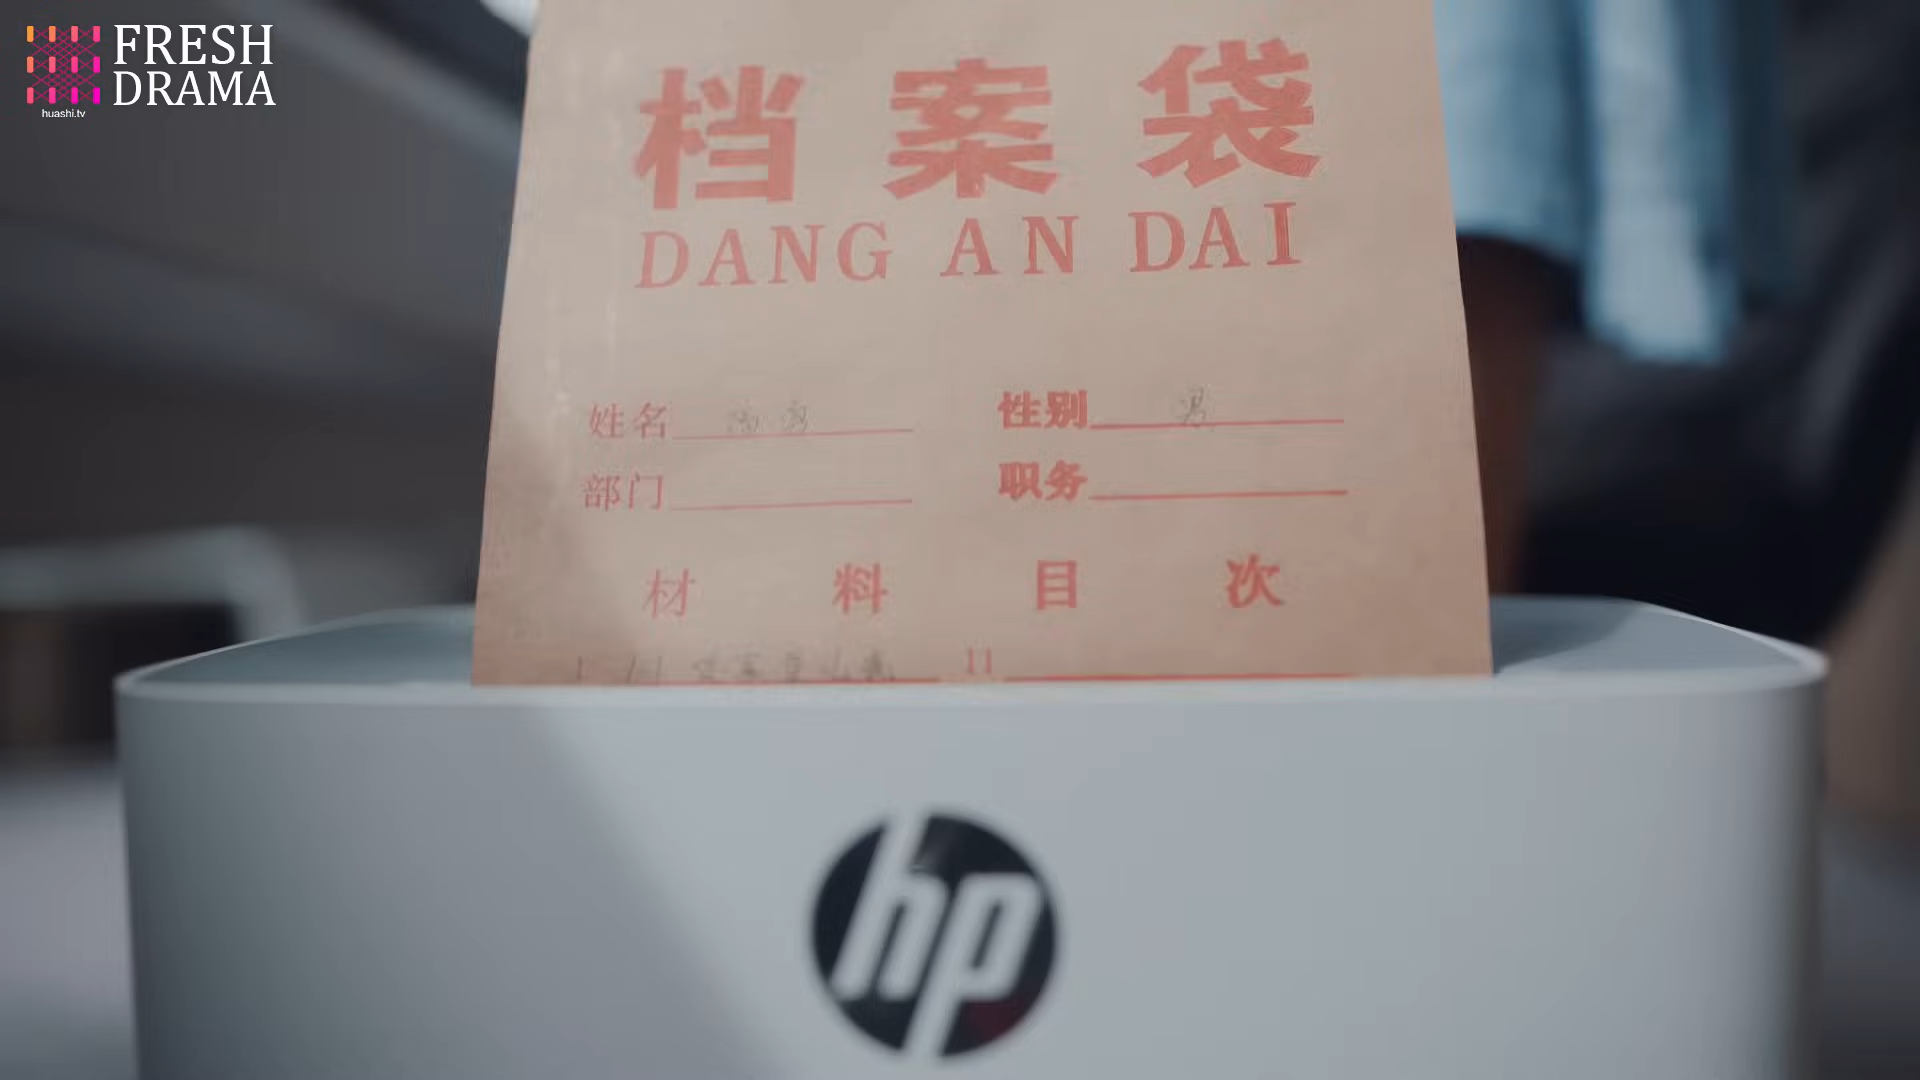 FRESH
DRAMA
huashi.tv
档案袋
DANG AN DAI
姓名 性别 男
部门 职务
材料目次
11
hp